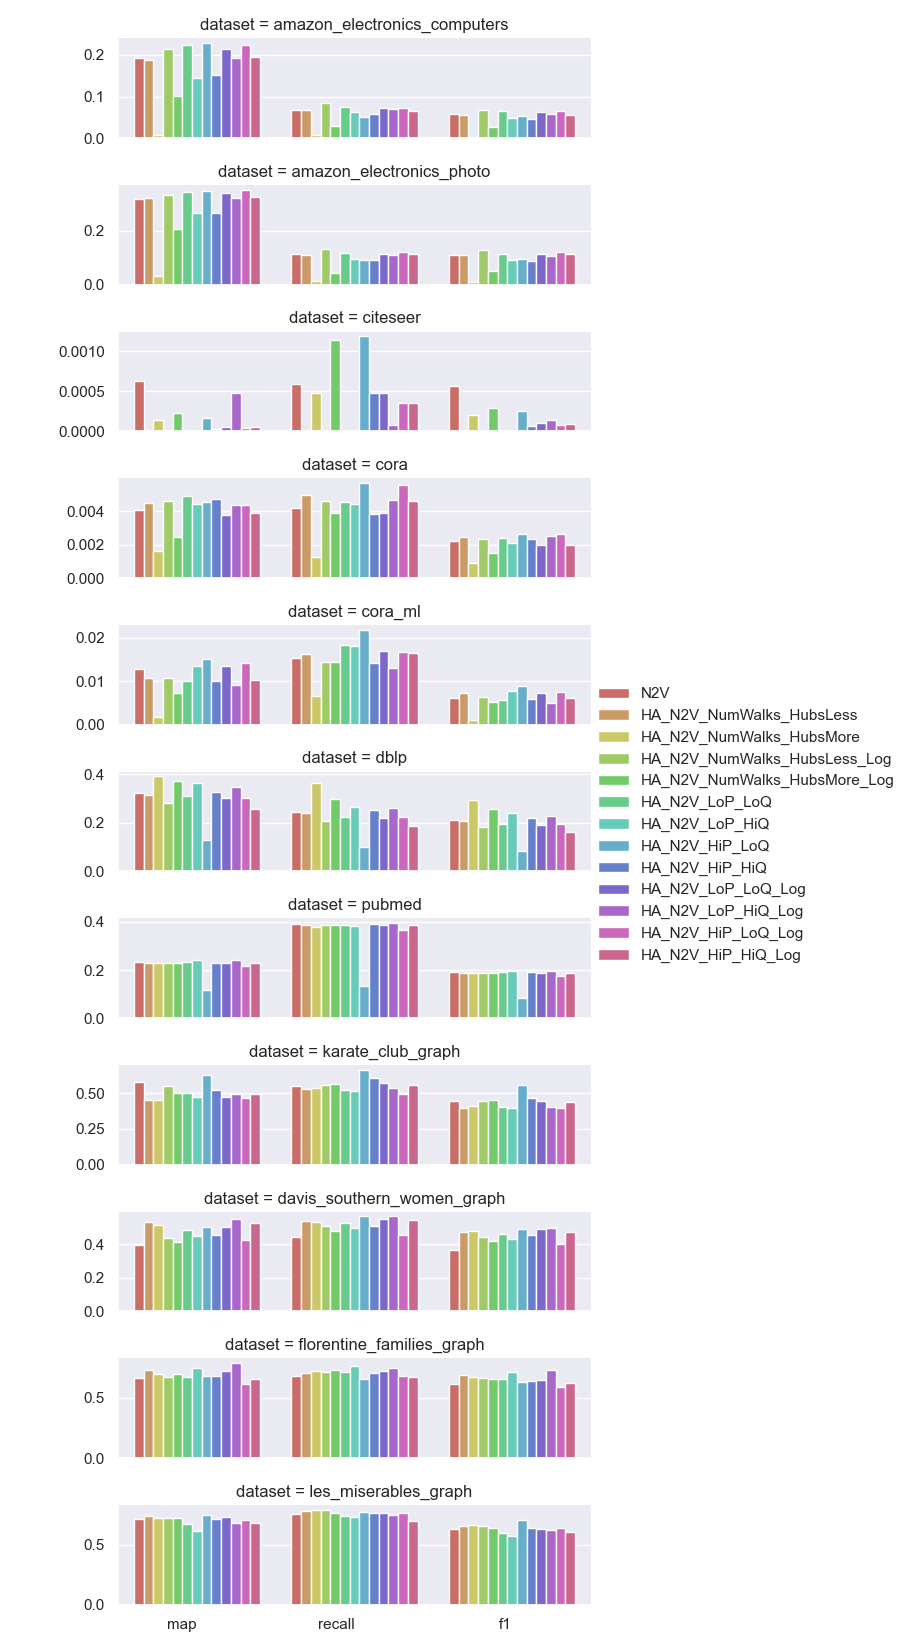 dataset = amazon_electronics_computers
0.2
0.1
0.0
dataset = amazon_electronics_photo
0.2
0.0
dataset = citeseer
0.0010
0.0005
0.0000
dataset = cora
0.004
0.002
0.000
dataset = cora_ml
0.02
0.01
0.00
N2V
HA_N2V_NumWalks_HubsLess
HA_N2V_NumWalks_HubsMore
HA_N2V_NumWalks_HubsLess_Log
HA_N2V_NumWalks_HubsMore_Log
HA_N2V_LoP_LoQ
HA_N2V_LoP_HiQ
HA_N2V_HiP_LoQ
HA_N2V_HiP_HiQ
HA_N2V_LoP_LoQ_Log
HA_N2V_LoP_HiQ_Log
HA_N2V_HiP_LoQ_Log
HA_N2V_HiP_HiQ_Log
dataset = dblp
0.4
0.2
0.0
dataset = pubmed
0.4
0.2
0.0
dataset = karate_club_graph
0.50
0.25
0.00
dataset = davis_southern_women_graph
0.4
0.2
0.0
dataset = florentine_families_graph
0.5
0.0
dataset = les_miserables_graph
0.5
0.0
map recall f1